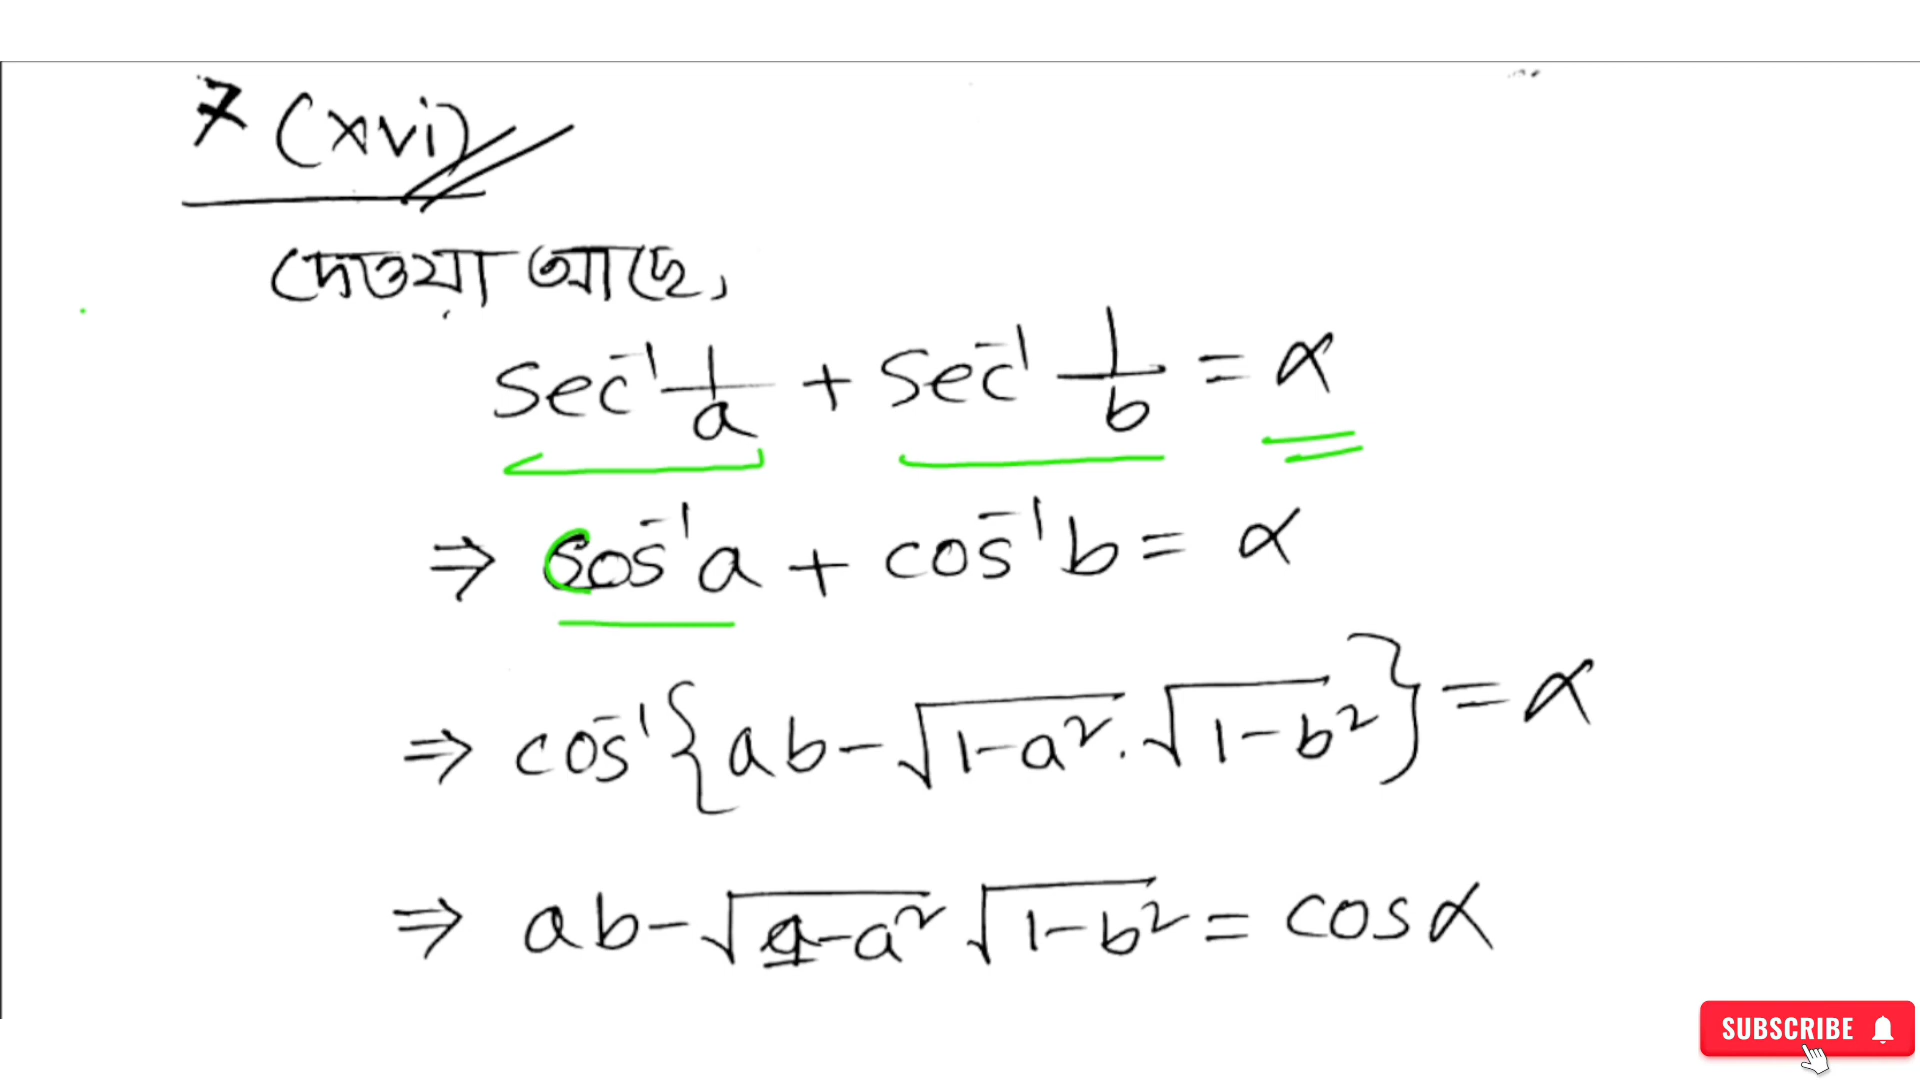 7 (xvi)
দেওয়া আছে,
sec⁻¹ 1/a + sec⁻¹ 1/b = α
⇒ cos⁻¹a + cos⁻¹b = α
⇒ cos⁻¹{ab-√(1-a²).√(1-b²)} = α
⇒ ab-√(1-a²) √(1-b²) = cosα
SUBSCRIBE